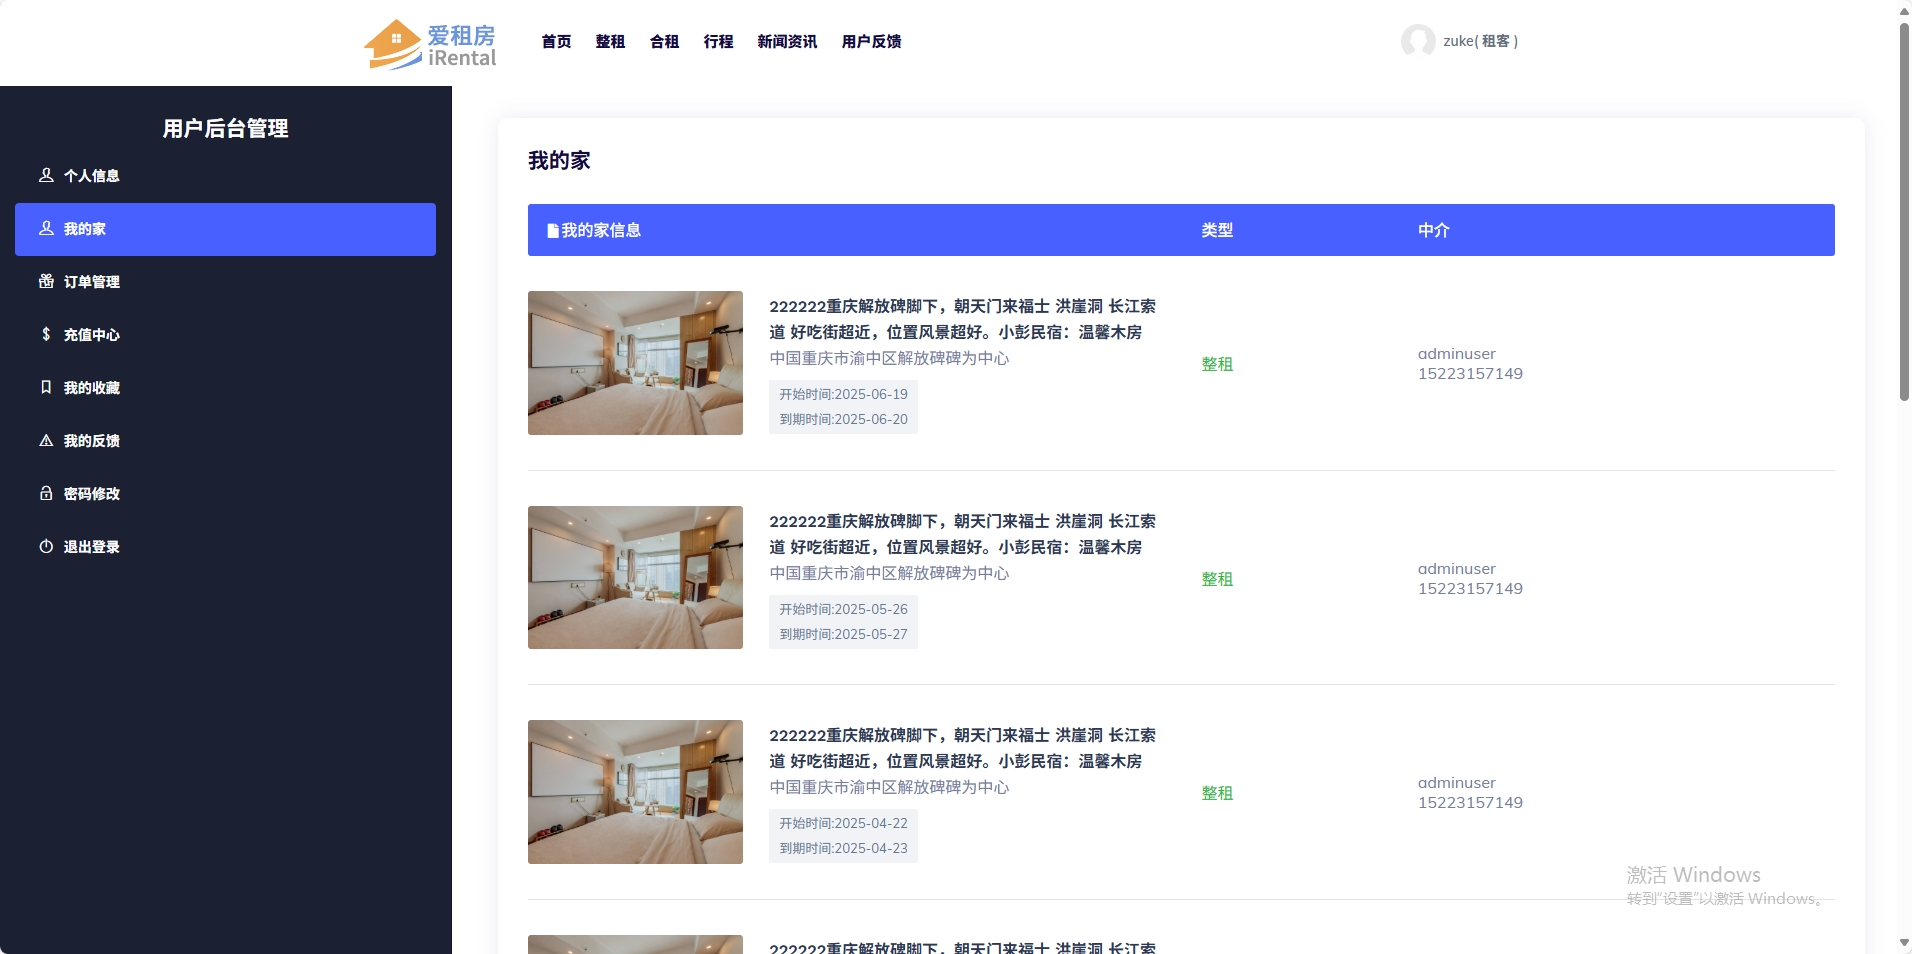 爱租房
iRental
首页 整租 合租 行程 新闻资讯 用户反馈
zuke( 租客 )
用户后台管理
个人信息
我的家
订单管理
充值中心
我的收藏
我的反馈
密码修改
退出登录
我的家
我的家信息 类型 中介
222222重庆解放碑脚下，朝天门来福士 洪崖洞 长江索
道 好吃街超近，位置风景超好。小彭民宿：温馨木房
中国重庆市渝中区解放碑碑为中心
开始时间:2025-06-19
到期时间:2025-06-20
整租
adminuser
15223157149
222222重庆解放碑脚下，朝天门来福士 洪崖洞 长江索
道 好吃街超近，位置风景超好。小彭民宿：温馨木房
中国重庆市渝中区解放碑碑为中心
开始时间:2025-05-26
到期时间:2025-05-27
整租
adminuser
15223157149
222222重庆解放碑脚下，朝天门来福士 洪崖洞 长江索
道 好吃街超近，位置风景超好。小彭民宿：温馨木房
中国重庆市渝中区解放碑碑为中心
开始时间:2025-04-22
到期时间:2025-04-23
整租
adminuser
15223157149
激活 Windows
转到“设置”以激活 Windows。
222222重庆解放碑脚下，朝天门来福士 洪崖洞 长江索